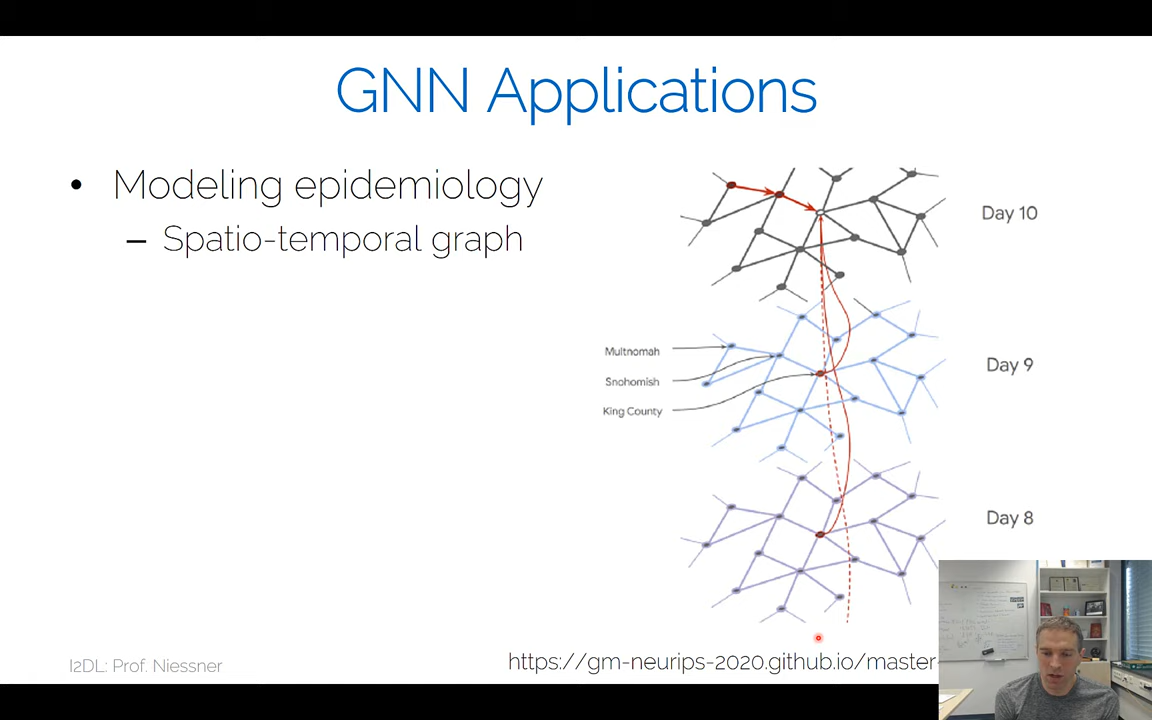 GNN Applications
• Modeling epidemiology
– Spatio-temporal graph
Day 10
Multnomah
Snohomish
King County
Day 9
Day 8
I2DL: Prof. Niessner
https://gm-neurips-2020.github.io/master-